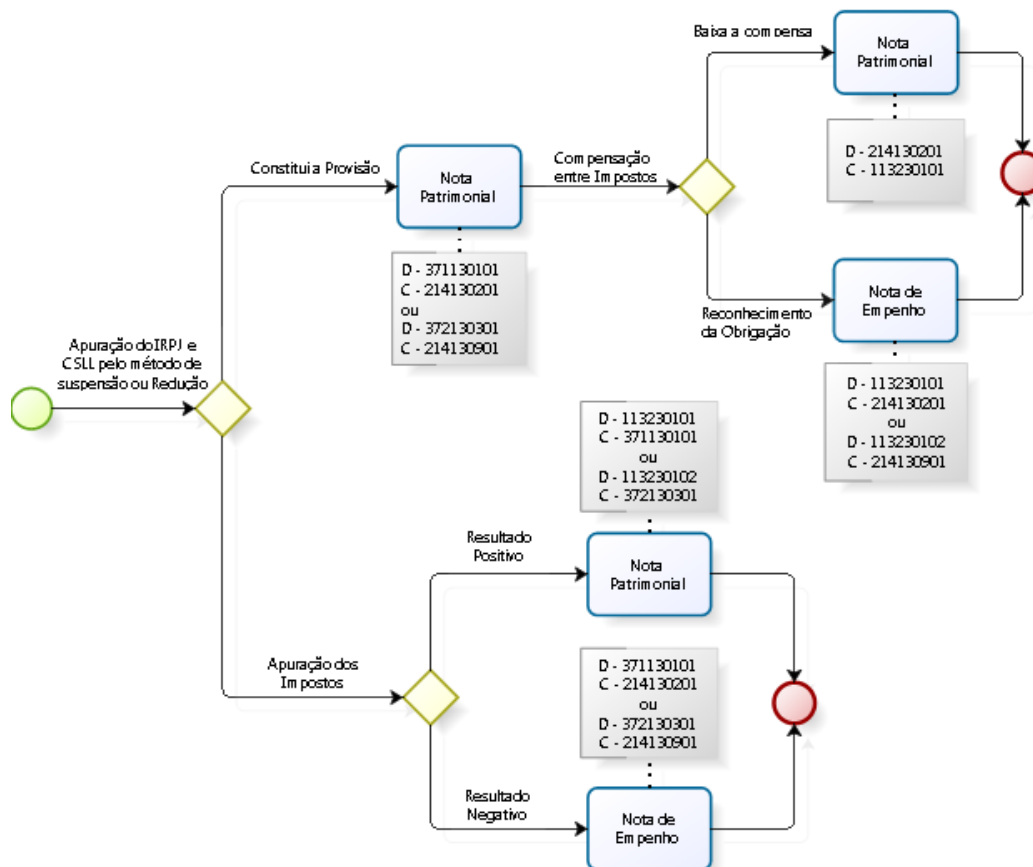 Baixa a compensa
Nota
Patrimonial
D - 214130201
C - 113230101
Constitui a Provisão
Nota
Patrimonial
Compensação
entre Impostos
D - 371130101
C - 214130201
ou
D - 372130301
C - 214130901
Reconhecimento
da Obrigação
Nota de
Empenho
D - 113230101
C - 214130201
ou
D - 113230102
C - 214130901
Apuração do IRPJ e
CSLL pelo método de
suspensão ou Redução
D - 113230101
C - 371130101
ou
D - 113230102
C - 372130301
Resultado
Positivo
Nota
Patrimonial
Apuração dos
Impostos
D - 371130101
C - 214130201
ou
D - 372130301
C - 214130901
Resultado
Negativo
Nota de
Empenho